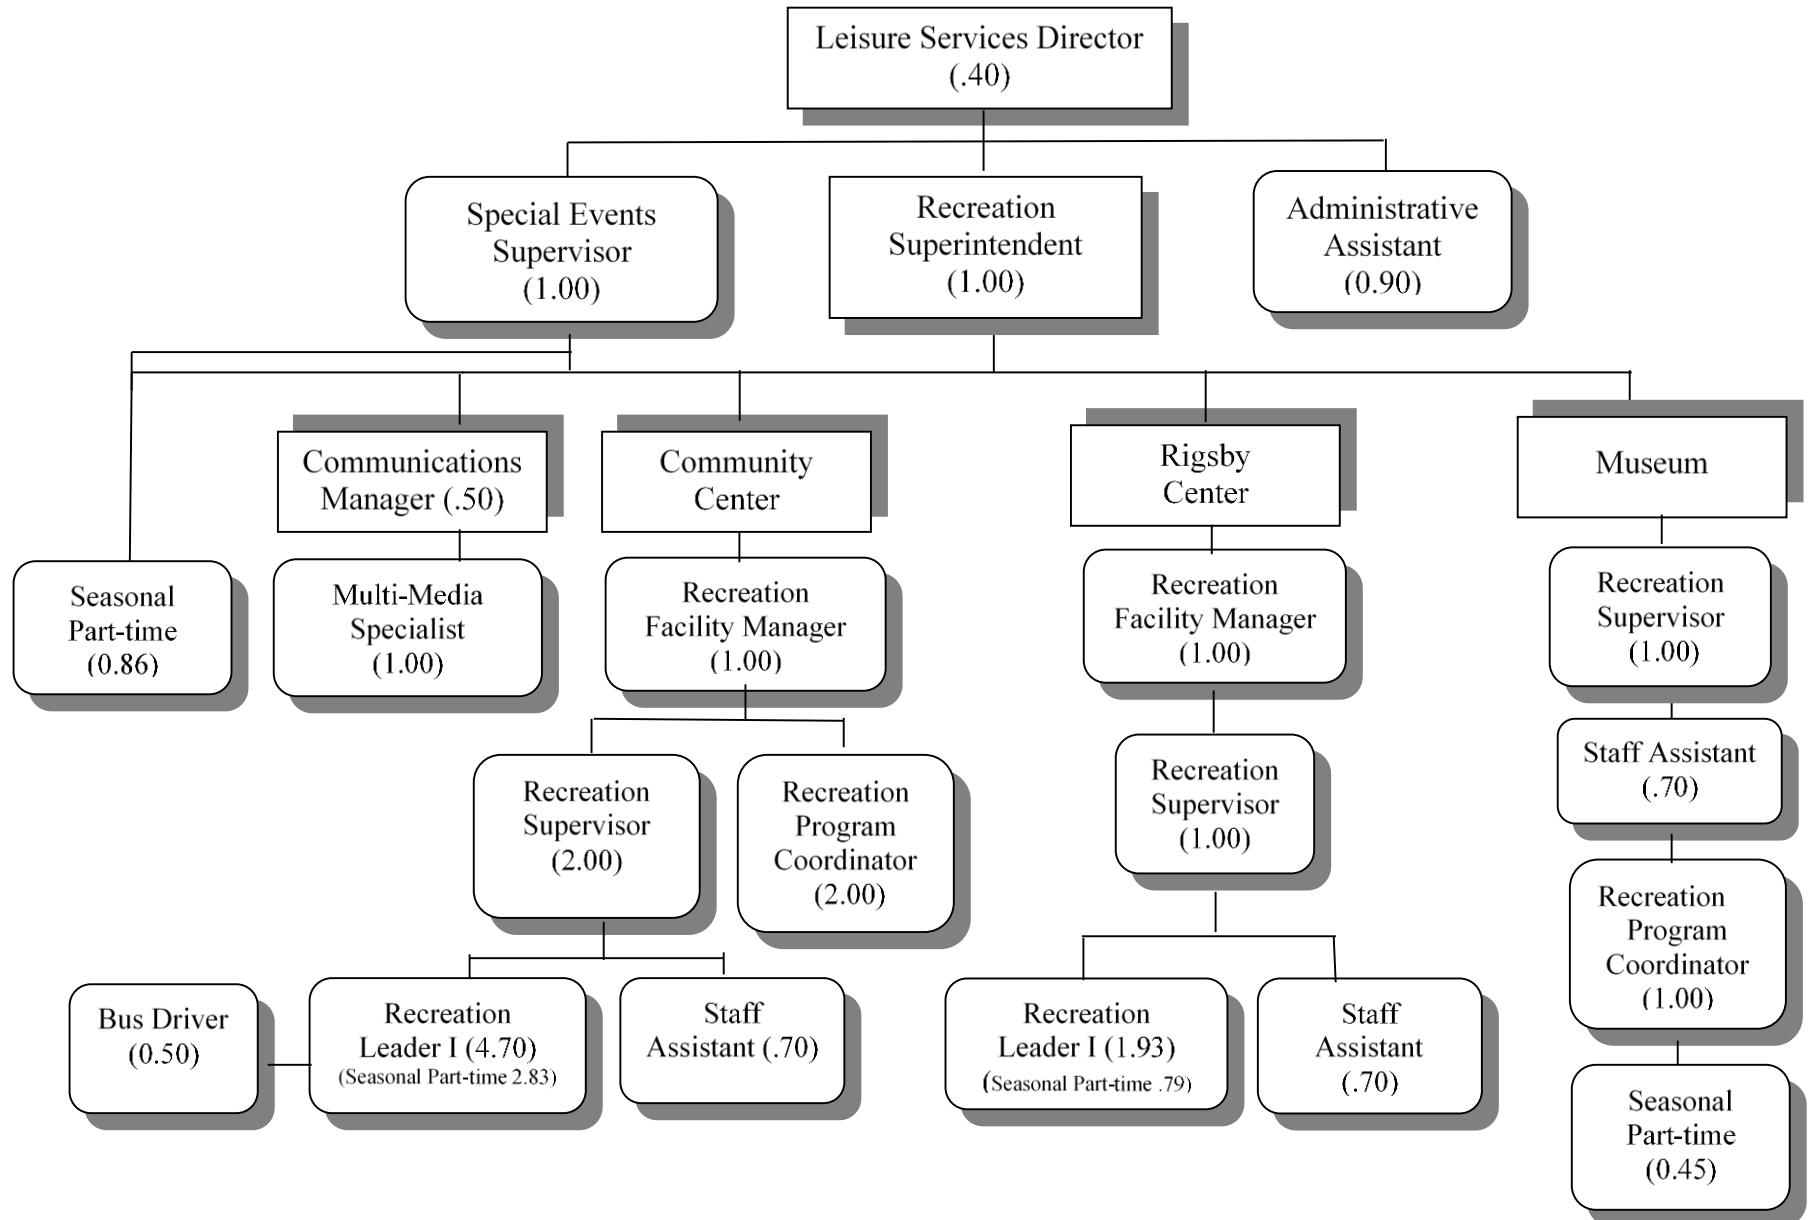 Leisure Services Director
(.40)
Special Events
Supervisor
(1.00)
Recreation
Superintendent
(1.00)
Administrative
Assistant
(0.90)
Communications
Manager (.50)
Community
Center
Rigsby
Center
Museum
Seasonal
Part-time
(0.86)
Multi-Media
Specialist
(1.00)
Recreation
Facility Manager
(1.00)
Recreation
Facility Manager
(1.00)
Recreation
Supervisor
(1.00)
Recreation
Supervisor
(2.00)
Recreation
Program
Coordinator
(2.00)
Recreation
Supervisor
(1.00)
Staff Assistant
(.70)
Recreation
Program
Coordinator
(1.00)
Bus Driver
(0.50)
Recreation
Leader I (4.70)
(Seasonal Part-time 2.83)
Staff
Assistant (.70)
Recreation
Leader I (1.93)
(Seasonal Part-time .79)
Staff
Assistant
(.70)
Seasonal
Part-time
(0.45)